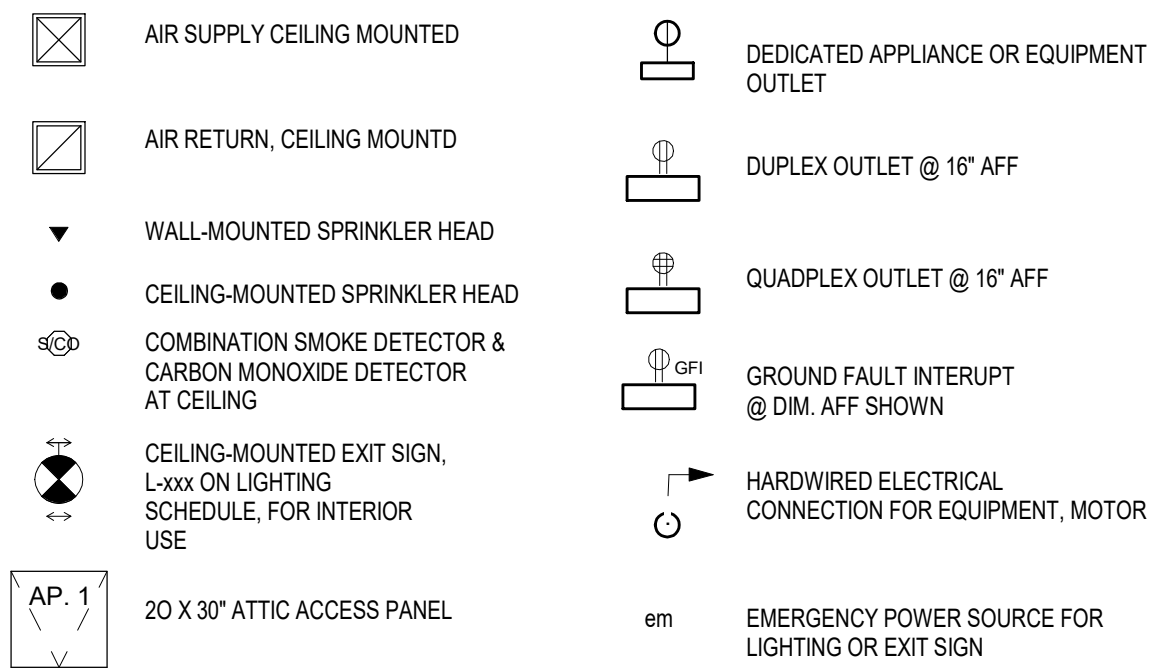 AIR SUPPLY CEILING MOUNTED
AIR RETURN, CEILING MOUNTD
WALL-MOUNTED SPRINKLER HEAD
CEILING-MOUNTED SPRINKLER HEAD
S/CO
COMBINATION SMOKE DETECTOR &
CARBON MONOXIDE DETECTOR
AT CEILING
CEILING-MOUNTED EXIT SIGN,
L-xxx ON LIGHTING
SCHEDULE, FOR INTERIOR
USE
AP. 1
2O X 30" ATTIC ACCESS PANEL
DEDICATED APPLIANCE OR EQUIPMENT
OUTLET
DUPLEX OUTLET @ 16" AFF
QUADPLEX OUTLET @ 16" AFF
GFI
GROUND FAULT INTERUPT
@ DIM. AFF SHOWN
HARDWIRED ELECTRICAL
CONNECTION FOR EQUIPMENT, MOTOR
em
EMERGENCY POWER SOURCE FOR
LIGHTING OR EXIT SIGN